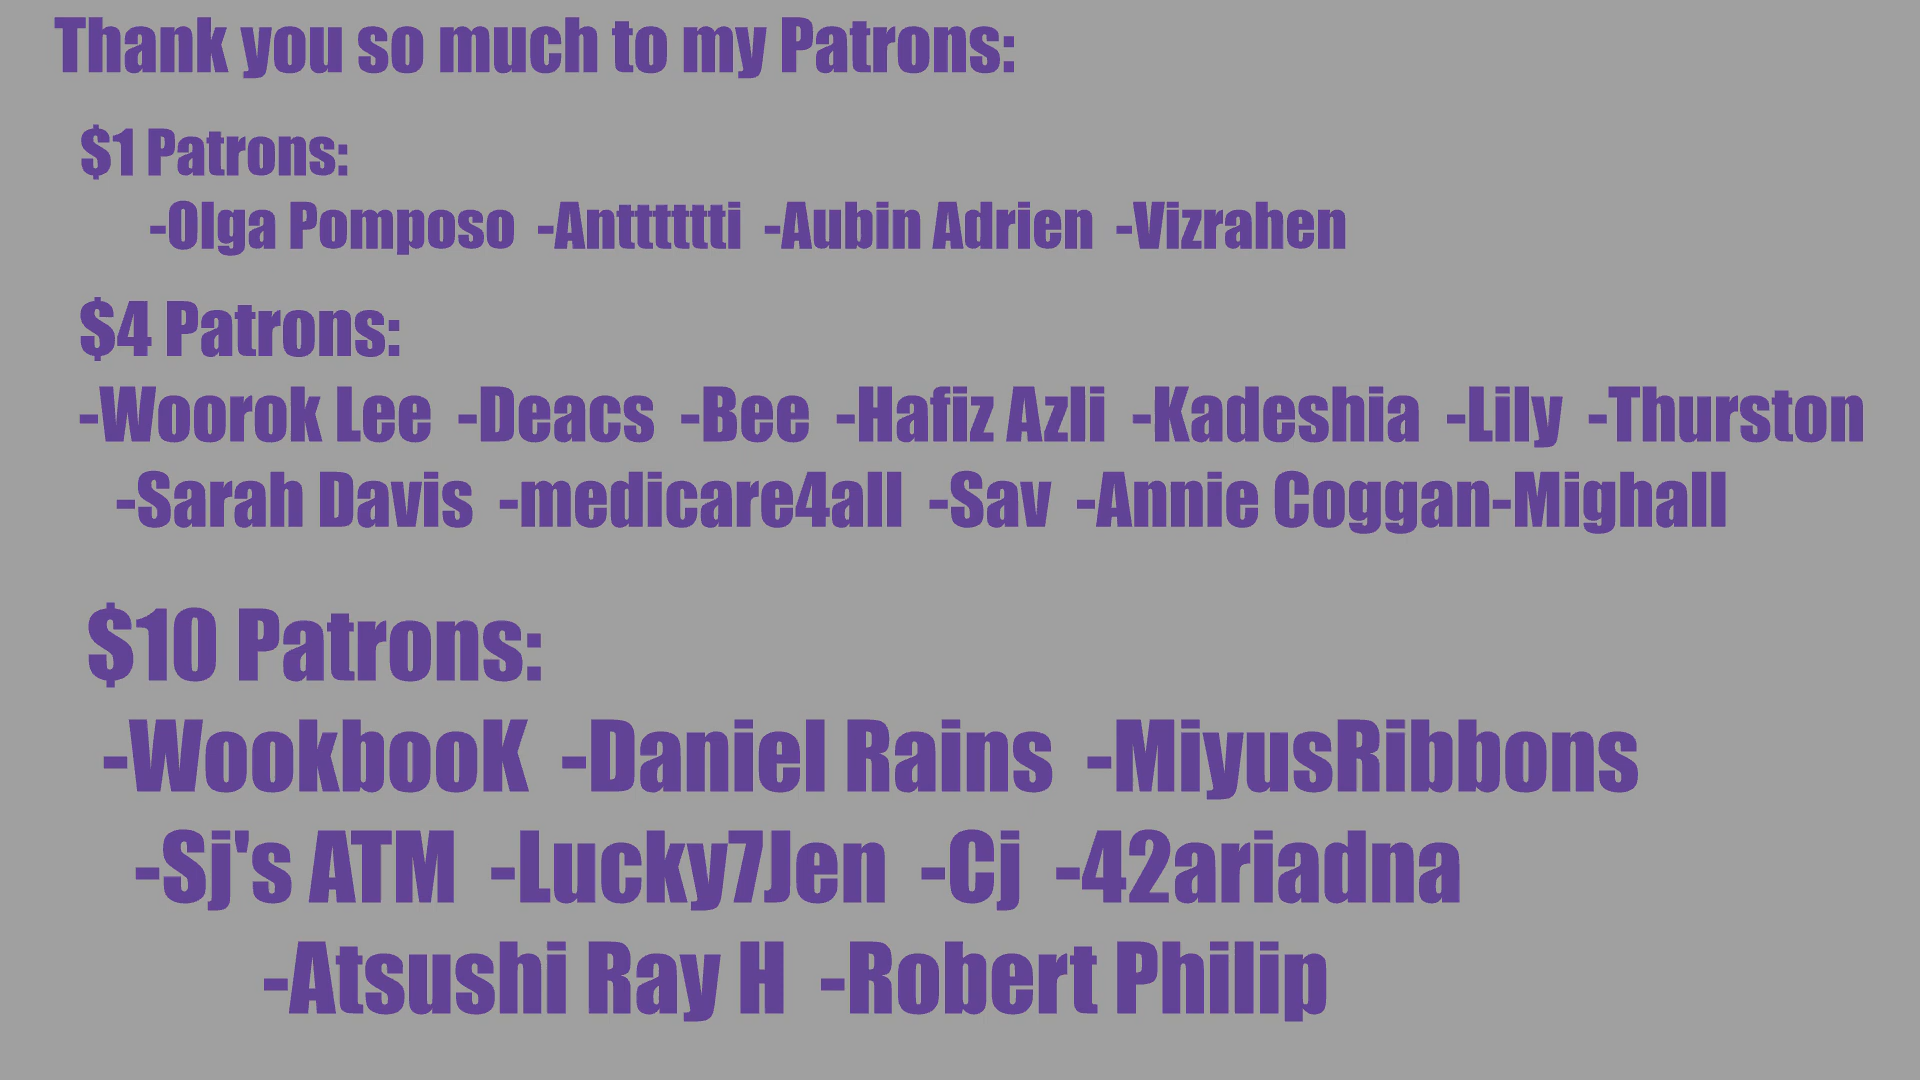 Thank you so much to my Patrons:
$1 Patrons:
-Olga Pomposo -Anttttttti -Aubin Adrien -Vizrahen
$4 Patrons:
-Woorok Lee -Deacs -Bee -Hafiz Azli -Kadeshia -Lily -Thurston
-Sarah Davis -medicare4all -Sav -Annie Coggan-Mighall
$10 Patrons:
-WookbooK -Daniel Rains -MiyusRibbons
-Sj's ATM -Lucky7Jen -Cj -42ariadna
-Atsushi Ray H -Robert Philip